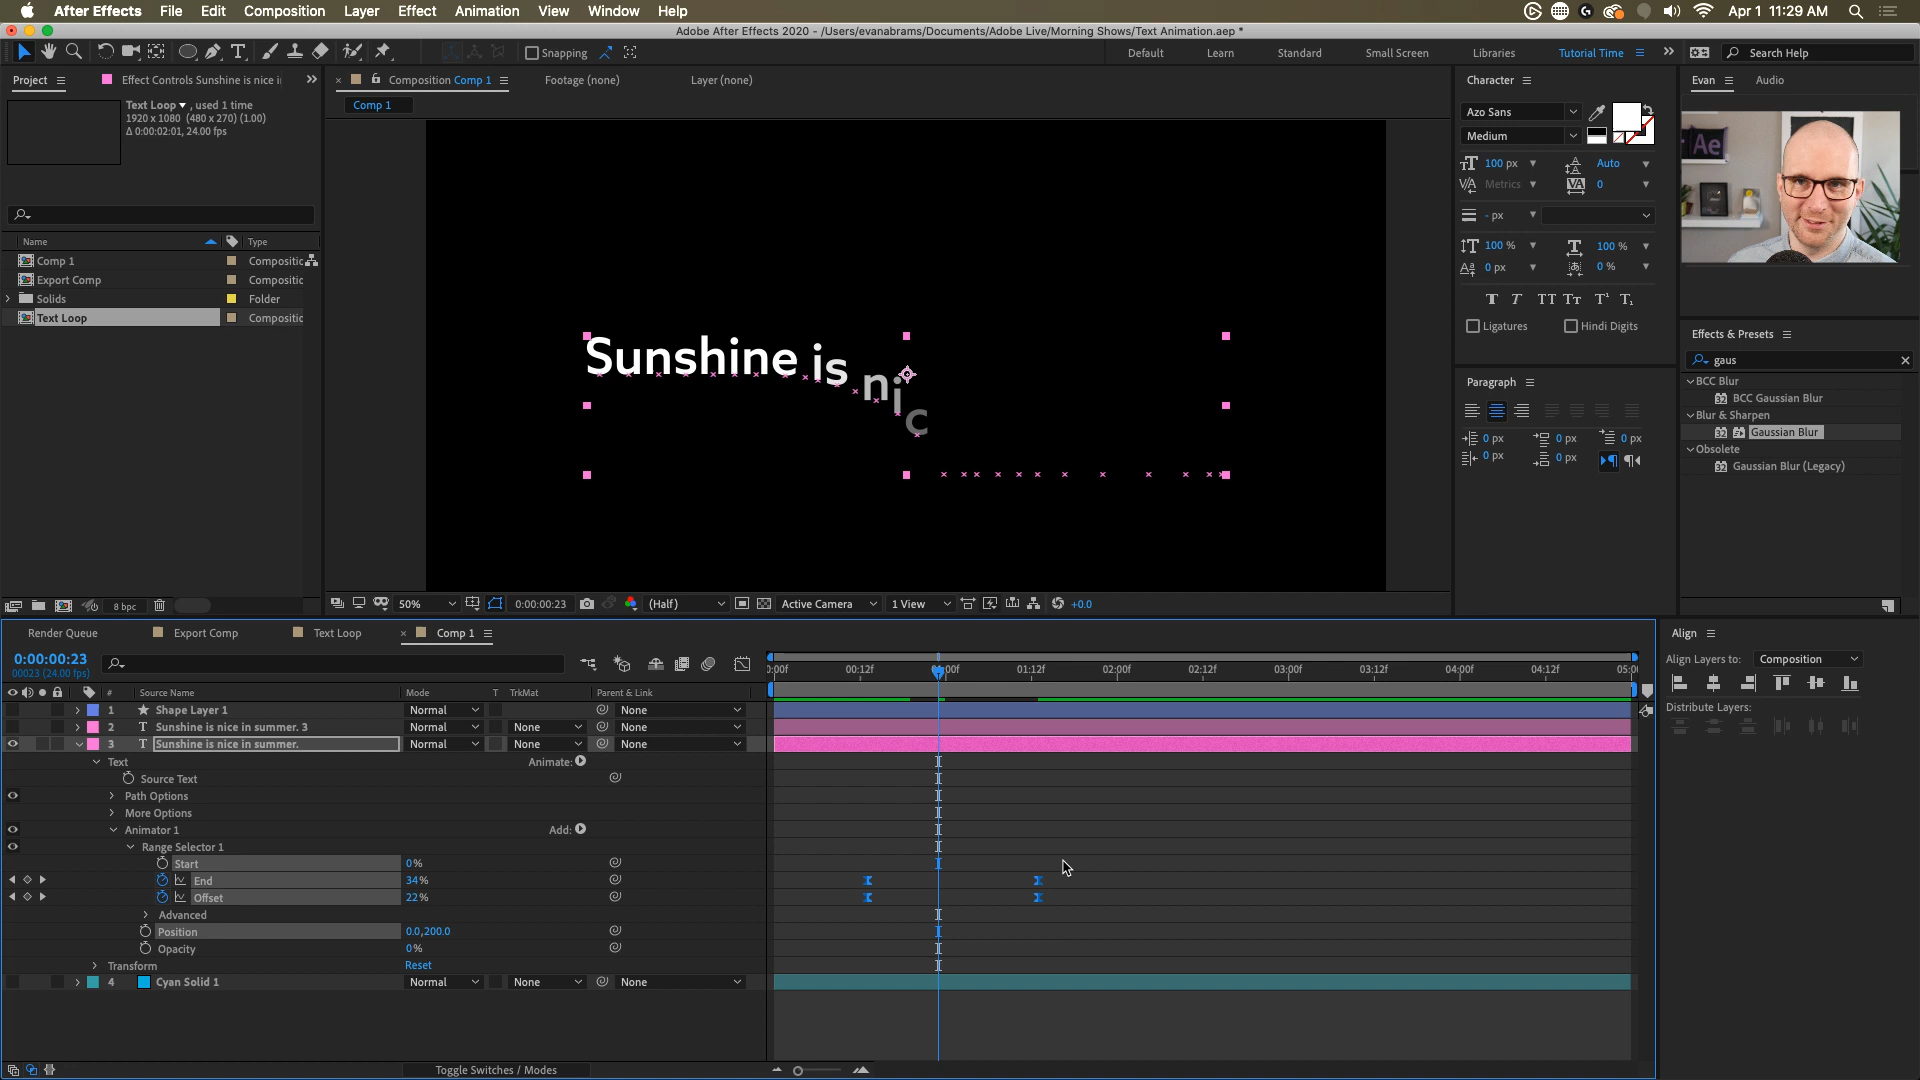 After Effects File Edit Composition Layer Effect Animation View Window Help
Apr 1 11:29 AM
Adobe After Effects 2020 - /Users/evanabrams/Documents/Adobe Live/Morning Shows/Text Animation.aep *
Snapping
Default Learn Standard Small Screen Libraries Tutorial Time Search Help
Project Effect Controls Sunshine is nice i
Composition Comp 1 Footage (none) Layer (none)
Comp 1
Text Loop , used 1 time
1920 x 1080 (480 x 270) (1.00)
Δ 0:00:02:01, 24.00 fps
Name Type
Comp 1 Compositic
Export Comp Compositic
Solids Folder
Text Loop Compositic
8 bpc
Sunshine is nic
50% 0:00:00:23 (Half) Active Camera 1 View +0.0
Character
Azo Sans
Medium
100 px Auto
Metrics 0
- px
100 % 100 %
0 px 0 %
T T TT Tт T¹ T₁
Ligatures Hindi Digits
Paragraph
0 px 0 px 0 px
0 px 0 px
Evan Audio
Ae
Effects & Presets
gaus
BCC Blur
BCC Gaussian Blur
Blur & Sharpen
Gaussian Blur
Obsolete
Gaussian Blur (Legacy)
Render Queue Export Comp Text Loop Comp 1
0:00:00:23
00023 (24.00 fps)
):00f 00:12f :00f 01:12f 02:00f 02:12f 03:00f 03:12f 04:00f 04:12f 05:00
# Source Name Mode T TrkMat Parent & Link
1 Shape Layer 1 Normal None
2 T Sunshine is nice in summer. 3 Normal None None
3 T Sunshine is nice in summer. Normal None None
Text Animate:
Source Text
Path Options
More Options
Animator 1 Add:
Range Selector 1
Start 0%
End 34%
Offset 22%
Advanced
Position 0.0,200.0
Opacity 0%
Transform Reset
4 Cyan Solid 1 Normal None None
Toggle Switches / Modes
Align
Align Layers to: Composition
Distribute Layers: